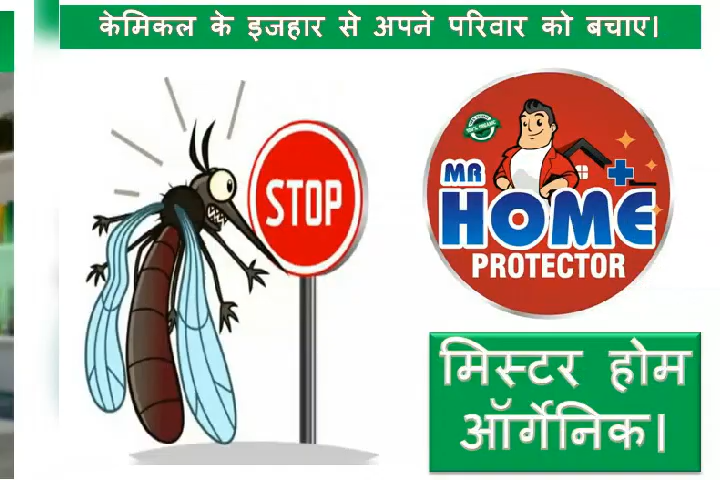 केमिकल के इजहार से अपने परिवार को बचाए।
STOP
MR
HOME
PROTECTOR
मिस्टर होम
ऑर्गेनिक।